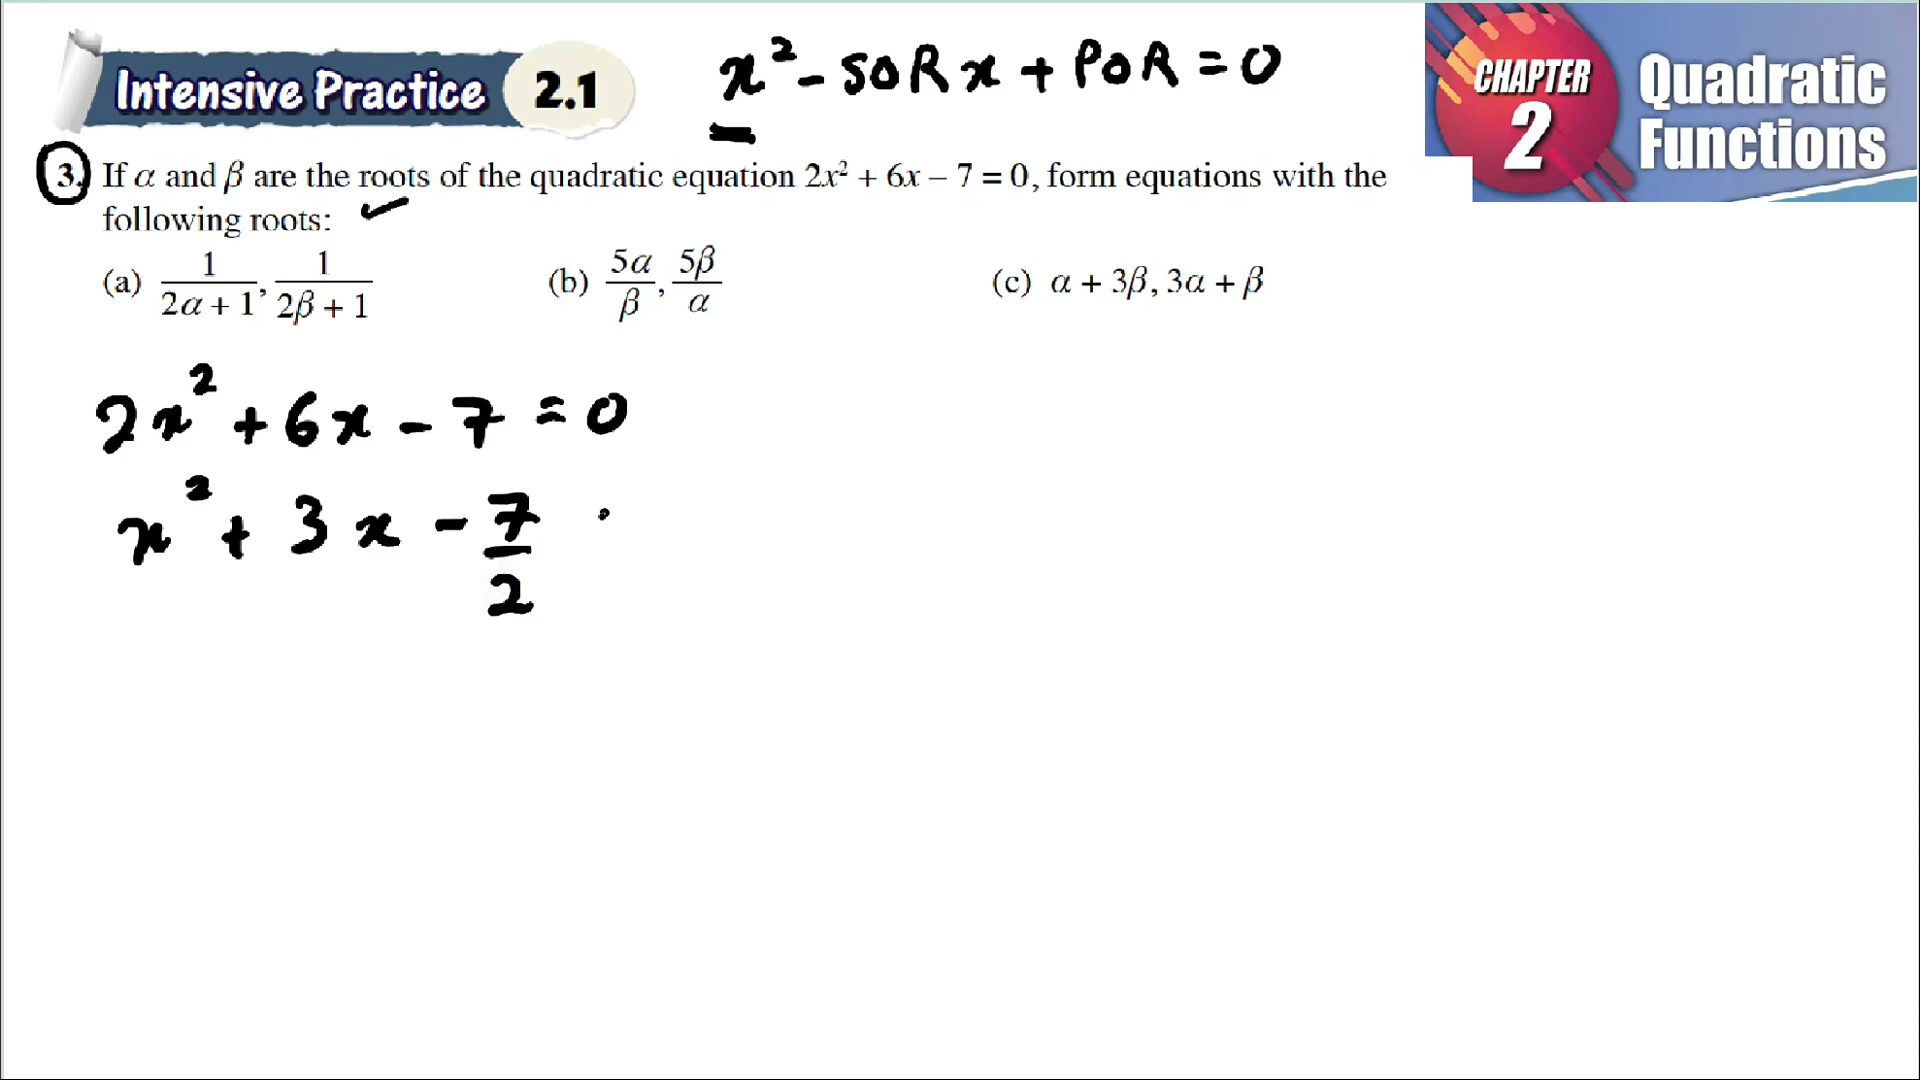 Intensive Practice 2.1
x² - SORx + POR = 0
CHAPTER 2
Quadratic Functions
3. If α and β are the roots of the quadratic equation 2x² + 6x – 7 = 0, form equations with the
following roots:
(a) 1/(2α + 1), 1/(2β + 1) (b) 5α/β, 5β/α (c) α + 3β, 3α + β
2x² + 6x - 7 = 0
x² + 3x - 7/2